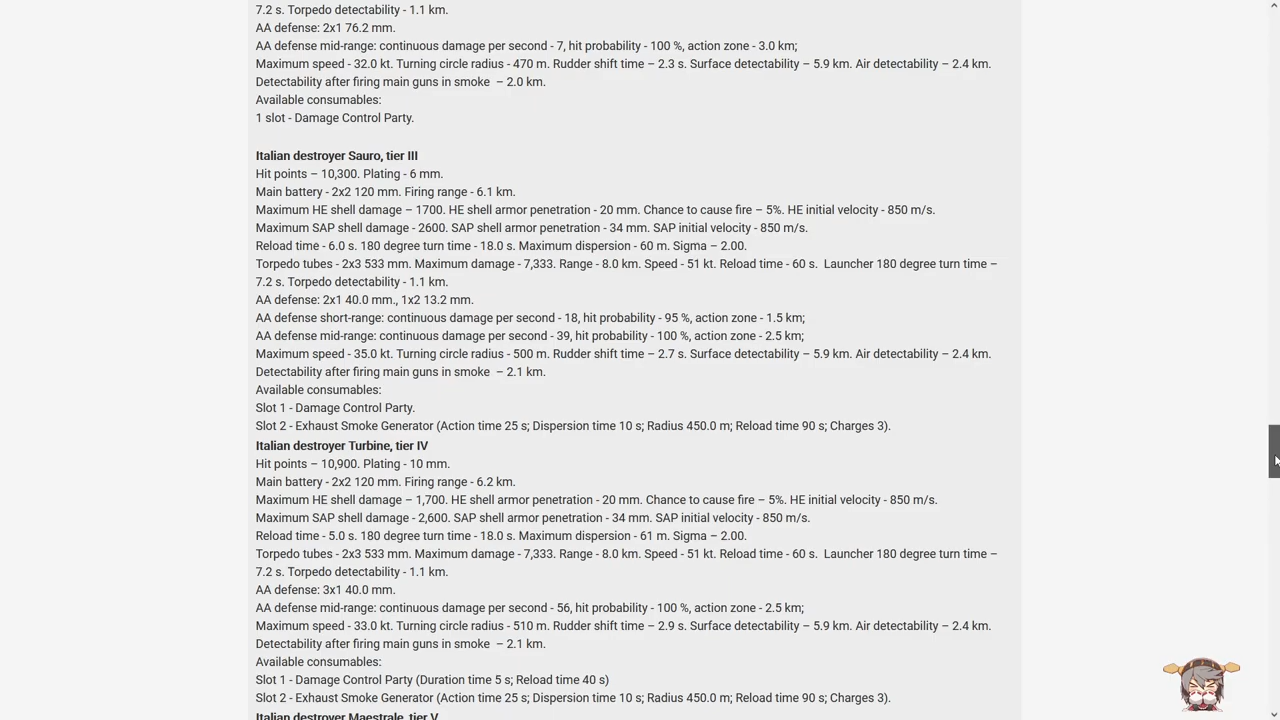 7.2 s. Torpedo detectability - 1.1 km.
AA defense: 2x1 76.2 mm.
AA defense mid-range: continuous damage per second - 7, hit probability - 100 %, action zone - 3.0 km;
Maximum speed - 32.0 kt. Turning circle radius - 470 m. Rudder shift time – 2.3 s. Surface detectability – 5.9 km. Air detectability – 2.4 km.
Detectability after firing main guns in smoke  – 2.0 km.
Available consumables:
1 slot - Damage Control Party.
Italian destroyer Sauro, tier III
Hit points – 10,300. Plating - 6 mm.
Main battery - 2x2 120 mm. Firing range - 6.1 km.
Maximum HE shell damage – 1700. HE shell armor penetration - 20 mm. Chance to cause fire – 5%. HE initial velocity - 850 m/s.
Maximum SAP shell damage - 2600. SAP shell armor penetration - 34 mm. SAP initial velocity - 850 m/s.
Reload time - 6.0 s. 180 degree turn time - 18.0 s. Maximum dispersion - 60 m. Sigma – 2.00.
Torpedo tubes - 2x3 533 mm. Maximum damage - 7,333. Range - 8.0 km. Speed - 51 kt. Reload time - 60 s.  Launcher 180 degree turn time –
7.2 s. Torpedo detectability - 1.1 km.
AA defense: 2x1 40.0 mm., 1x2 13.2 mm.
AA defense short-range: continuous damage per second - 18, hit probability - 95 %, action zone - 1.5 km;
AA defense mid-range: continuous damage per second - 39, hit probability - 100 %, action zone - 2.5 km;
Maximum speed - 35.0 kt. Turning circle radius - 500 m. Rudder shift time – 2.7 s. Surface detectability – 5.9 km. Air detectability – 2.4 km.
Detectability after firing main guns in smoke  – 2.1 km.
Available consumables:
Slot 1 - Damage Control Party.
Slot 2 - Exhaust Smoke Generator (Action time 25 s; Dispersion time 10 s; Radius 450.0 m; Reload time 90 s; Charges 3).
Italian destroyer Turbine, tier IV
Hit points – 10,900. Plating - 10 mm.
Main battery - 2x2 120 mm. Firing range - 6.2 km.
Maximum HE shell damage – 1,700. HE shell armor penetration - 20 mm. Chance to cause fire – 5%. HE initial velocity - 850 m/s.
Maximum SAP shell damage - 2,600. SAP shell armor penetration - 34 mm. SAP initial velocity - 850 m/s.
Reload time - 5.0 s. 180 degree turn time - 18.0 s. Maximum dispersion - 61 m. Sigma – 2.00.
Torpedo tubes - 2x3 533 mm. Maximum damage - 7,333. Range - 8.0 km. Speed - 51 kt. Reload time - 60 s.  Launcher 180 degree turn time –
7.2 s. Torpedo detectability - 1.1 km.
AA defense: 3x1 40.0 mm.
AA defense mid-range: continuous damage per second - 56, hit probability - 100 %, action zone - 2.5 km;
Maximum speed - 33.0 kt. Turning circle radius - 510 m. Rudder shift time – 2.9 s. Surface detectability – 5.9 km. Air detectability – 2.4 km.
Detectability after firing main guns in smoke  – 2.1 km.
Available consumables:
Slot 1 - Damage Control Party (Duration time 5 s; Reload time 40 s)
Slot 2 - Exhaust Smoke Generator (Action time 25 s; Dispersion time 10 s; Radius 450.0 m; Reload time 90 s; Charges 3).
Italian destroyer Maestrale, tier V